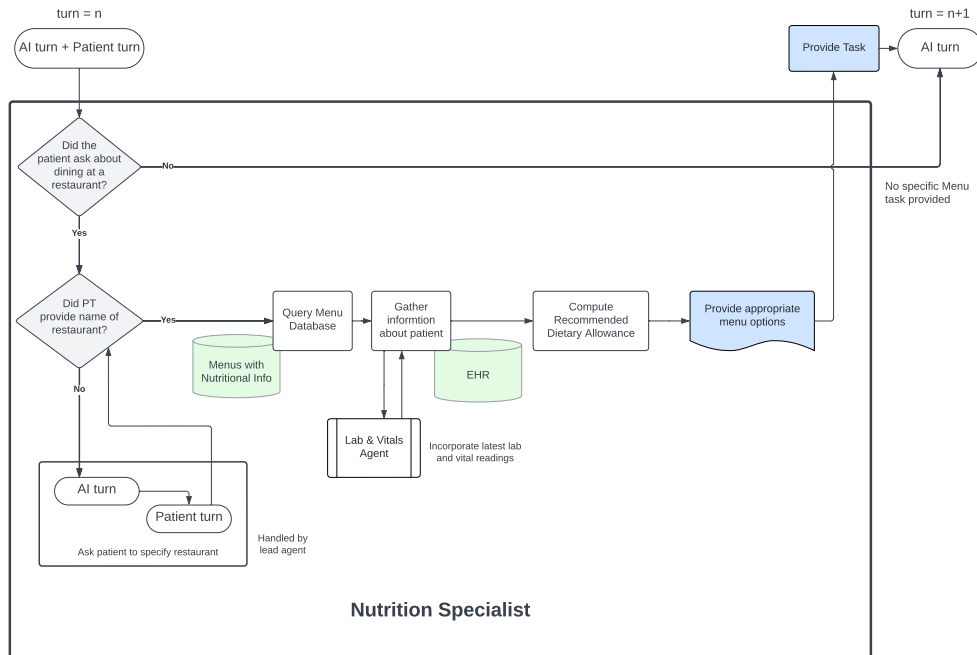 turn = n
turn = n+1
AI turn + Patient turn
Provide Task
AI turn
Did the
patient ask about
dining at a
restaurant?
No
No specific Menu
task provided
Yes
Did PT
provide name of
restaurant?
Yes
Query Menu
Database
Gather
informtion
about patient
Compute
Recommended
Dietary Allowance
Provide appropriate
menu options
Menus with
Nutritional Info
EHR
No
Lab & Vitals
Agent
Incorporate latest lab
and vital readings
AI turn
Patient turn
Ask patient to specify restaurant
Handled by
lead agent
Nutrition Specialist